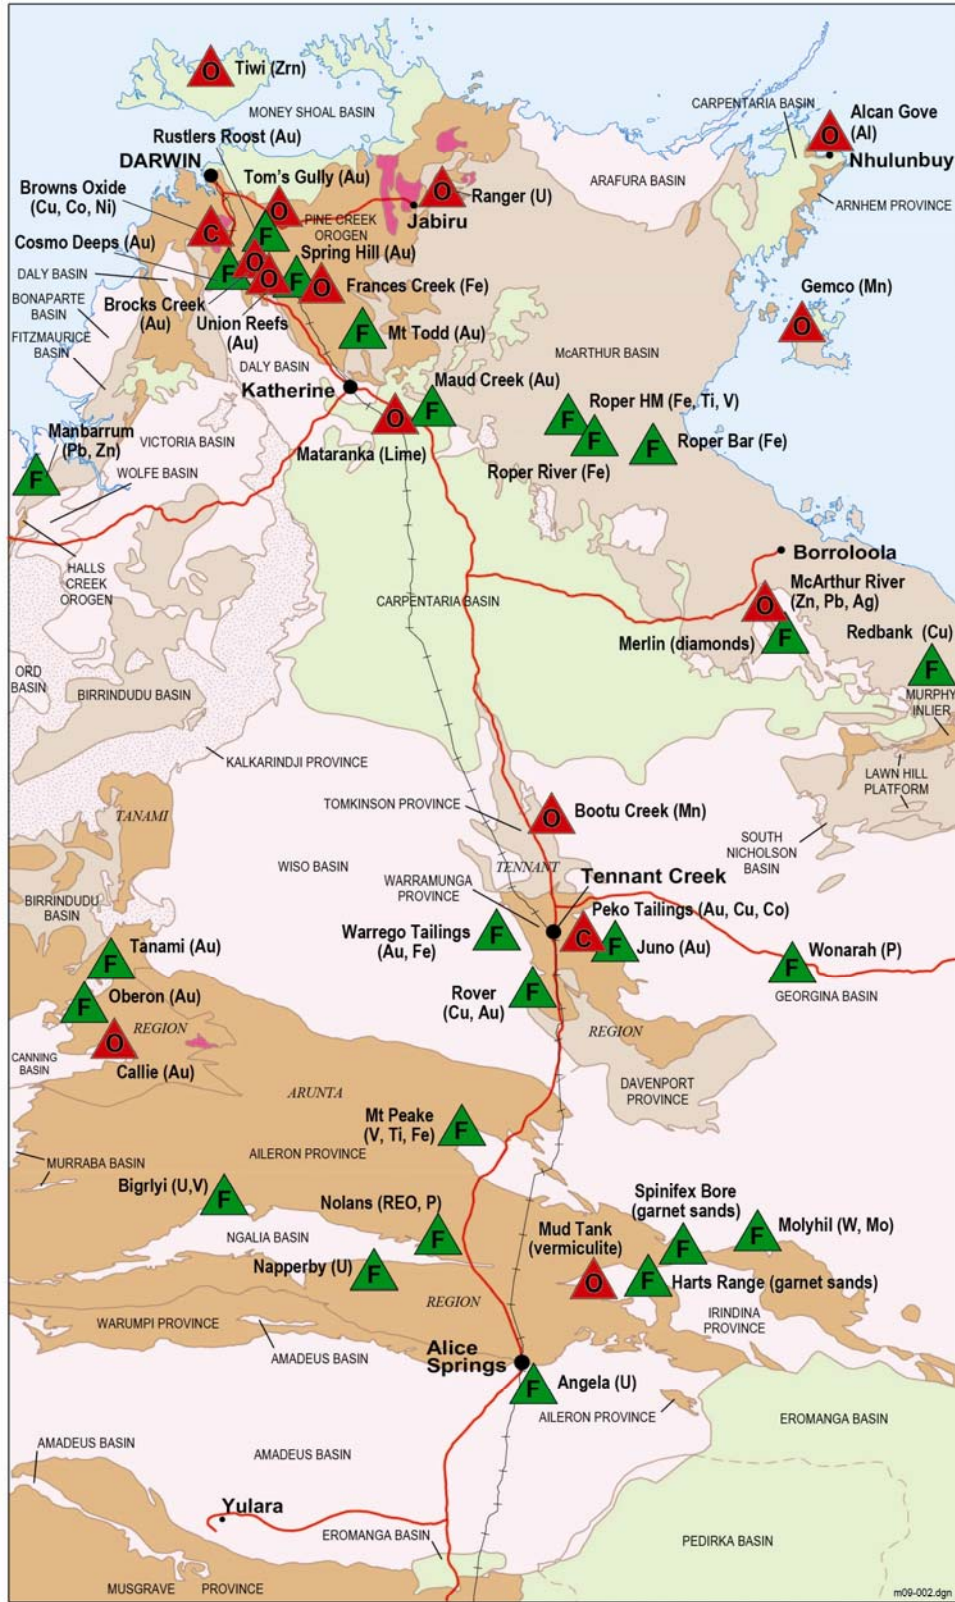 O
Tiwi (Zrn)
MONEY SHOAL BASIN
CARPENTARIA BASIN
Alcan Gove
(Al)
O
Nhulunbuy
Rustlers Roost (Au)
DARWIN
Tom's Gully (Au)
O
Ranger (U)
O
ARAFURA BASIN
ARNHEM PROVINCE
Browns Oxide
(Cu, Co, Ni)
C
PINE CREEK
OROGEN
Jabiru
F
Cosmo Deeps (Au)
F
O
Spring Hill (Au)
F
O
Frances Creek (Fe)
O
DALY BASIN
BONAPARTE
BASIN
Brocks Creek
(Au)
Union Reefs
(Au)
Gemco (Mn)
O
FITZMAURICE
BASIN
F
Mt Todd (Au)
McARTHUR BASIN
DALY BASIN
Katherine
Maud Creek (Au)
F
Roper HM (Fe, Ti, V)
F
O
Mataranka (Lime)
F
Roper River (Fe)
F
Roper Bar (Fe)
Manbarrum
(Pb, Zn)
F
VICTORIA BASIN
WOLFE BASIN
HALLS
CREEK
OROGEN
Borroloola
McArthur River
(Zn, Pb, Ag)
O
CARPENTARIA BASIN
Merlin (diamonds)
F
Redbank (Cu)
F
ORD
BASIN
BIRRINDUDU BASIN
MURPHY
INLIER
KALKARINDJI PROVINCE
LAWN HILL
PLATFORM
TOMKINSON PROVINCE
O
Bootu Creek (Mn)
TANAMI
SOUTH
NICHOLSON
BASIN
WISO BASIN
TENNANT
WARRAMUNGA
PROVINCE
Tennant Creek
BIRRINDUDU
BASIN
Peko Tailings (Au, Cu, Co)
C
F
Juno (Au)
Warrego Tailings
(Au, Fe)
F
Tanami (Au)
F
Wonarah (P)
F
GEORGINA BASIN
Oberon (Au)
F
Rover
(Cu, Au)
F
REGION
REGION
O
Callie (Au)
CANNING
BASIN
DAVENPORT
PROVINCE
ARUNTA
Mt Peake
(V, Ti, Fe)
F
AILERON PROVINCE
MURRABA BASIN
Bigrlyi (U,V)
F
Nolans (REO, P)
F
Spinifex Bore
(garnet sands)
F
Molyhil (W, Mo)
F
NGALIA BASIN
Mud Tank
(vermiculite)
O
Napperby (U)
F
F
Harts Range (garnet sands)
REGION
IRINDINA
PROVINCE
WARUMPI PROVINCE
AMADEUS BASIN
Alice
Springs
F
Angela (U)
AILERON PROVINCE
EROMANGA BASIN
AMADEUS BASIN
AMADEUS BASIN
Yulara
EROMANGA BASIN
PEDIRKA BASIN
MUSGRAVE PROVINCE
m09-002.dgn